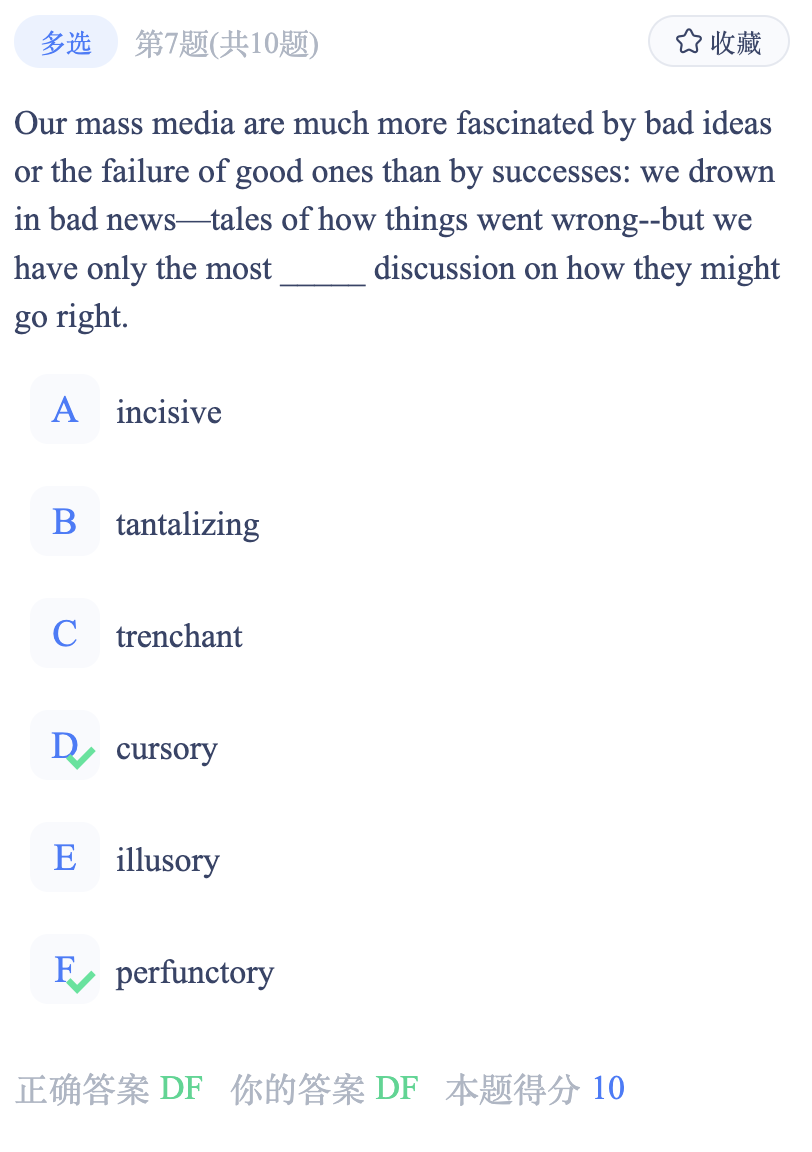 多选 第7题(共10题) 收藏
Our mass media are much more fascinated by bad ideas
or the failure of good ones than by successes: we drown
in bad news—tales of how things went wrong--but we
have only the most _____ discussion on how they might
go right.
A incisive
B tantalizing
C trenchant
D cursory
E illusory
F perfunctory
正确答案 DF 你的答案 DF 本题得分 10